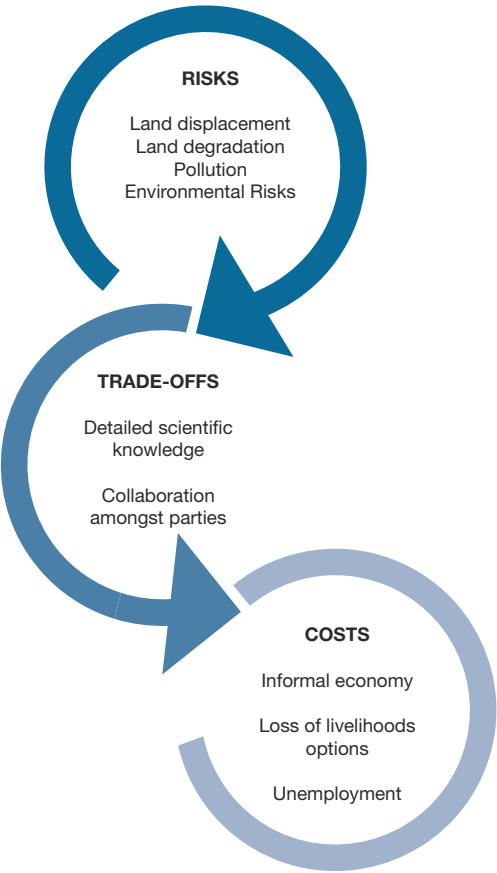 RISKS
Land displacement
Land degradation
Pollution
Environmental Risks
TRADE-OFFS
Detailed scientific
knowledge
Collaboration
amongst parties
COSTS
Informal economy
Loss of livelihoods
options
Unemployment